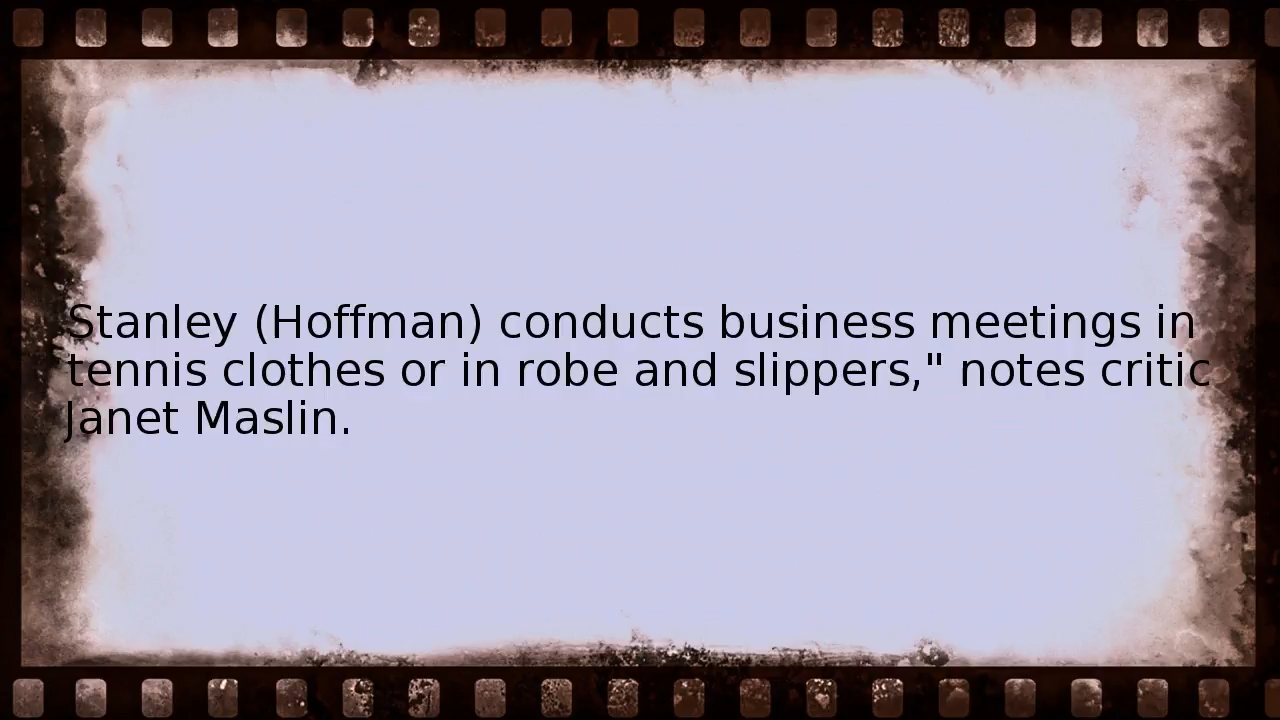 Stanley (Hoffman) conducts business meetings in
tennis clothes or in robe and slippers," notes critic
Janet Maslin.